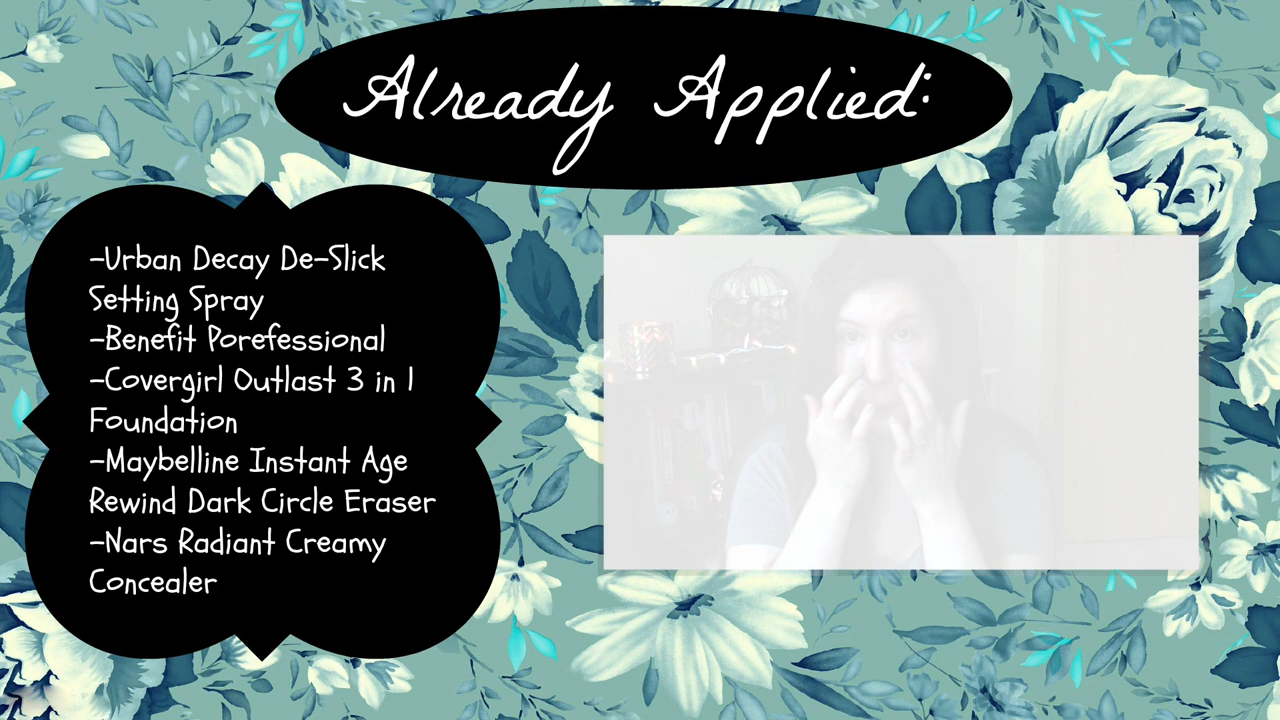 Already Applied:
-Urban Decay De-Slick
Setting Spray
-Benefit Porefessional
-Covergirl Outlast 3 in 1
Foundation
-Maybelline Instant Age
Rewind Dark Circle Eraser
-Nars Radiant Creamy
Concealer